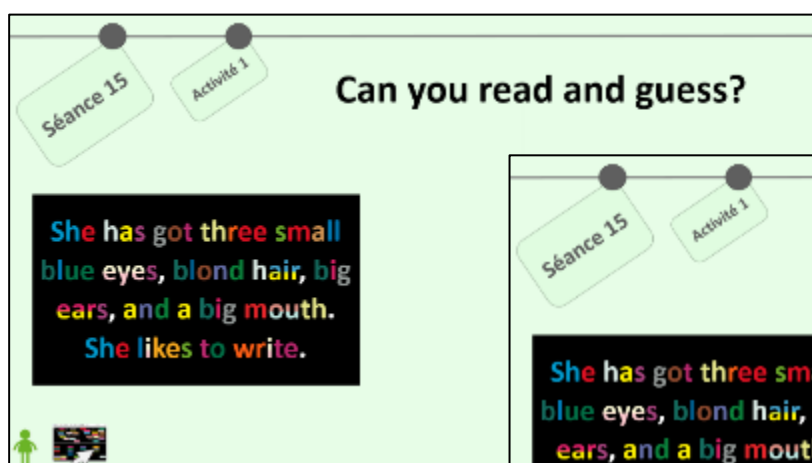 Séance 15
Activité 1
Can you read and guess?
She has got three small
blue eyes, blond hair, big
ears, and a big mouth.
She likes to write.
Séance 15
Activité 1
She has got three sm
blue eyes, blond hair,
ears, and a big mout